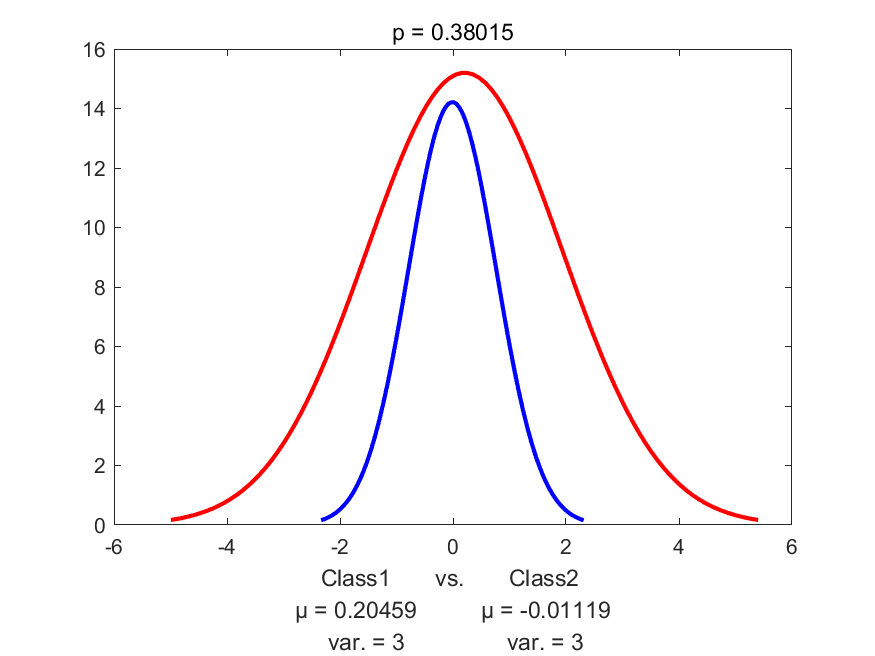 p = 0.38015
16
14
12
10
8
6
4
2
0
-6 -4 -2 0 2 4 6
Class1 vs. Class2
μ = 0.20459 μ = -0.01119
var. = 3 var. = 3